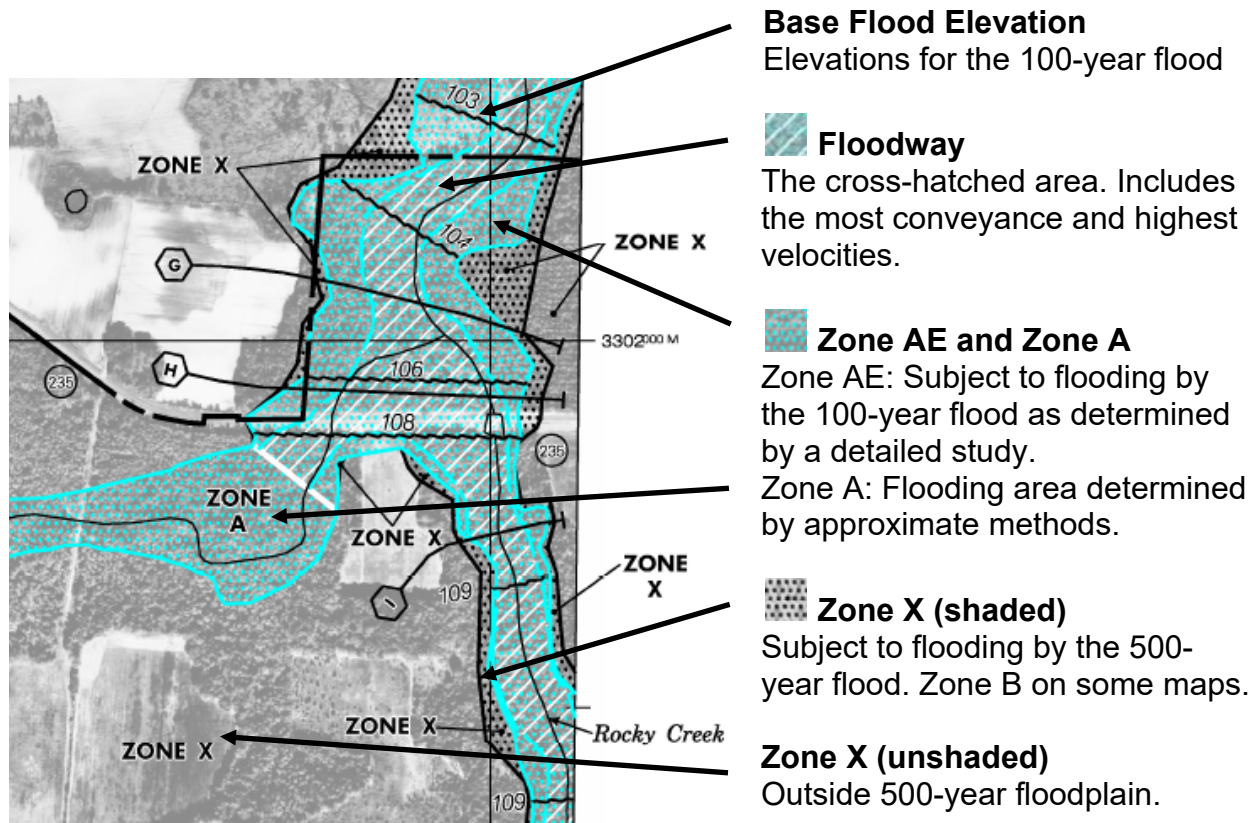 Base Flood Elevation
Elevations for the 100-year flood
Floodway
The cross-hatched area. Includes
the most conveyance and highest
velocities.
Zone AE and Zone A
Zone AE: Subject to flooding by
the 100-year flood as determined
by a detailed study.
Zone A: Flooding area determined
by approximate methods.
Zone X (shaded)
Subject to flooding by the 500-
year flood. Zone B on some maps.
Zone X (unshaded)
Outside 500-year floodplain.
103
ZONE X
104
ZONE X
G
3302000 M
H
106
235
108
235
ZONE
A
ZONE X
ZONE
X
109
I
ZONE X
Rocky Creek
ZONE X
109